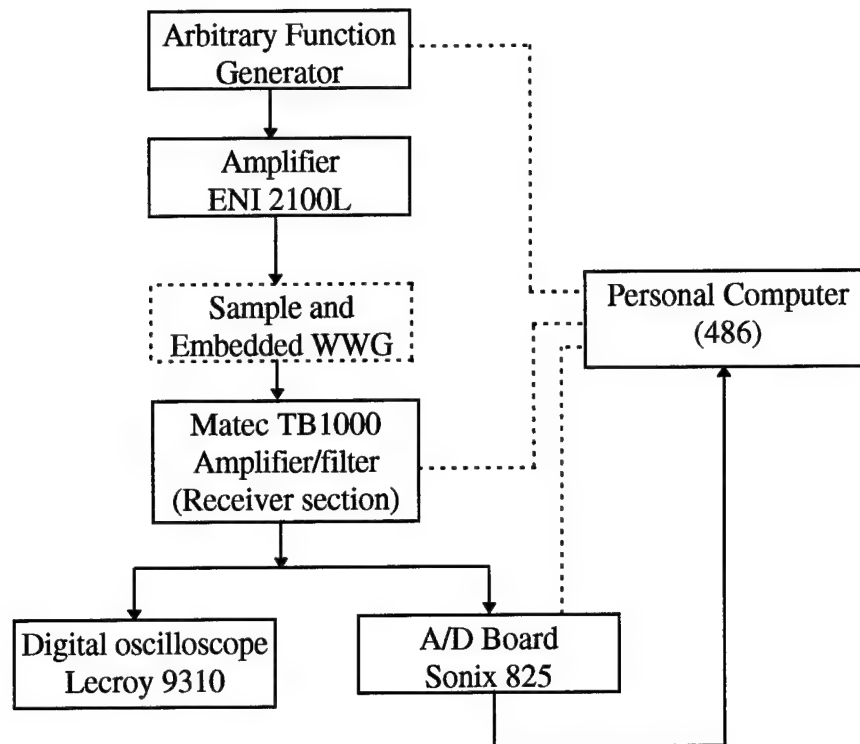 Arbitrary Function
Generator
Amplifier
ENI 2100L
Sample and
Embedded WWG
Personal Computer
(486)
Matec TB1000
Amplifier/filter
(Receiver section)
Digital oscilloscope
Lecroy 9310
A/D Board
Sonix 825